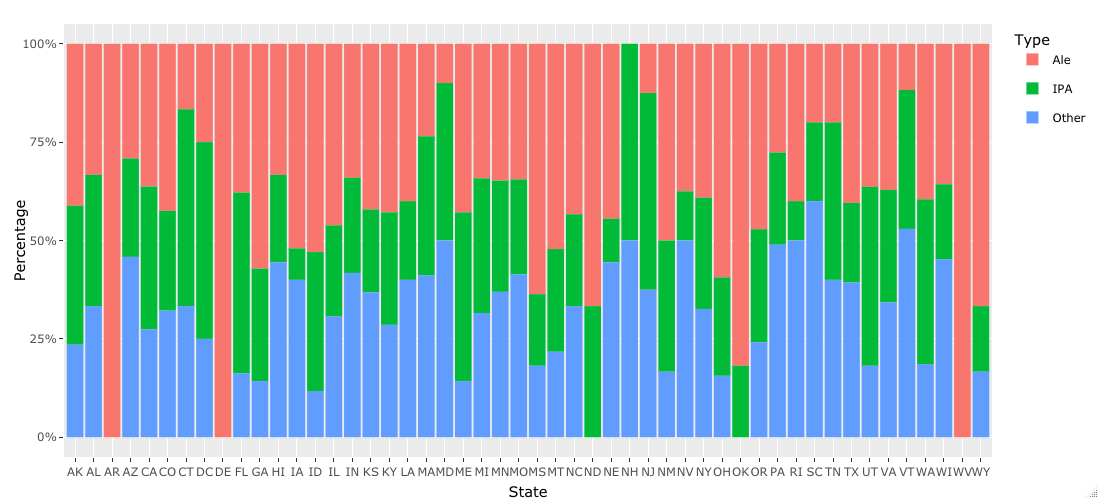 Percentage
100%
75%
50%
25%
0%
AK AL AR AZ CA CO CT DC DE FL GA HI IA ID IL IN KS KY LA MA MD ME MI MN MO MS MT NC ND NE NH NJ NM NV NY OH OK OR PA RI SC TN TX UT VA VT WA WI WV WY
State
Type
Ale
IPA
Other